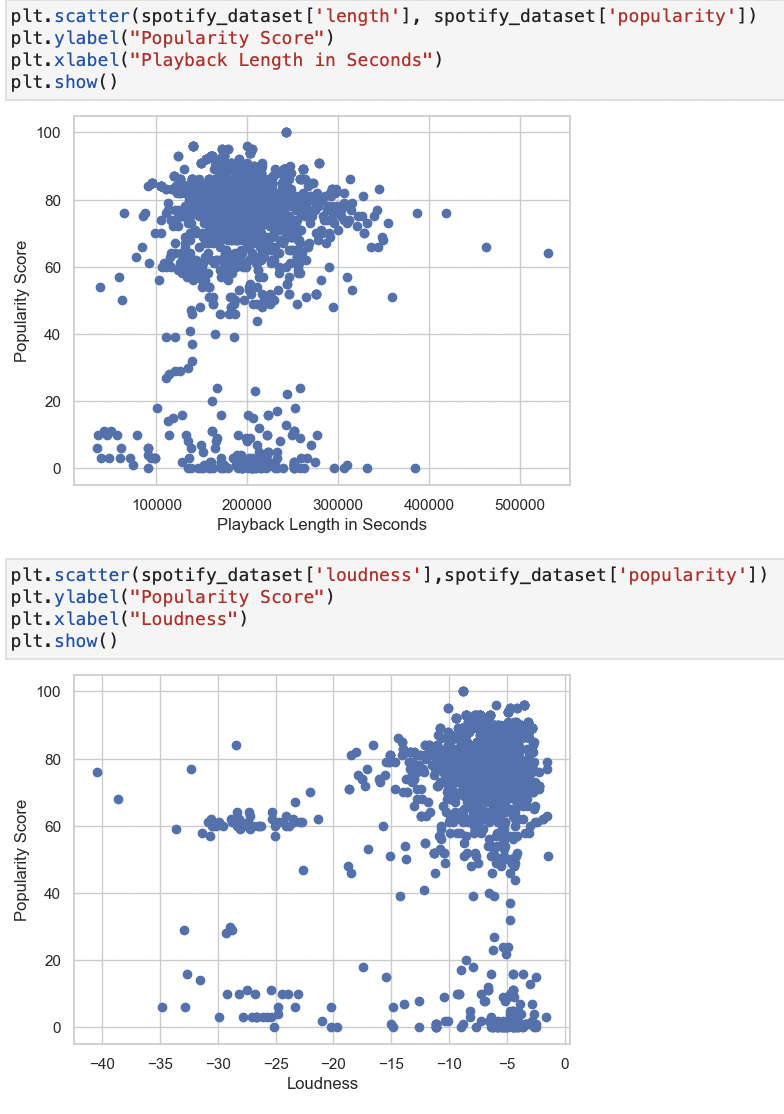 plt.scatter(spotify_dataset['length'], spotify_dataset['popularity'])
plt.ylabel("Popularity Score")
plt.xlabel("Playback Length in Seconds")
plt.show()
100
80
60
40
20
0
Popularity Score
100000 200000 300000 400000 500000
Playback Length in Seconds
plt.scatter(spotify_dataset['loudness'],spotify_dataset['popularity'])
plt.ylabel("Popularity Score")
plt.xlabel("Loudness")
plt.show()
100
80
60
40
20
0
Popularity Score
−40 −35 −30 −25 −20 −15 −10 −5 0
Loudness